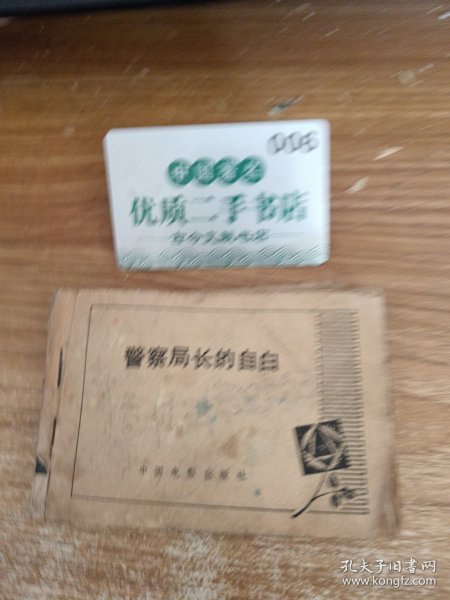 006
优质二手书店
警察局长的自白
中国电影出版社
孔夫子旧书网
www.kongfz.com